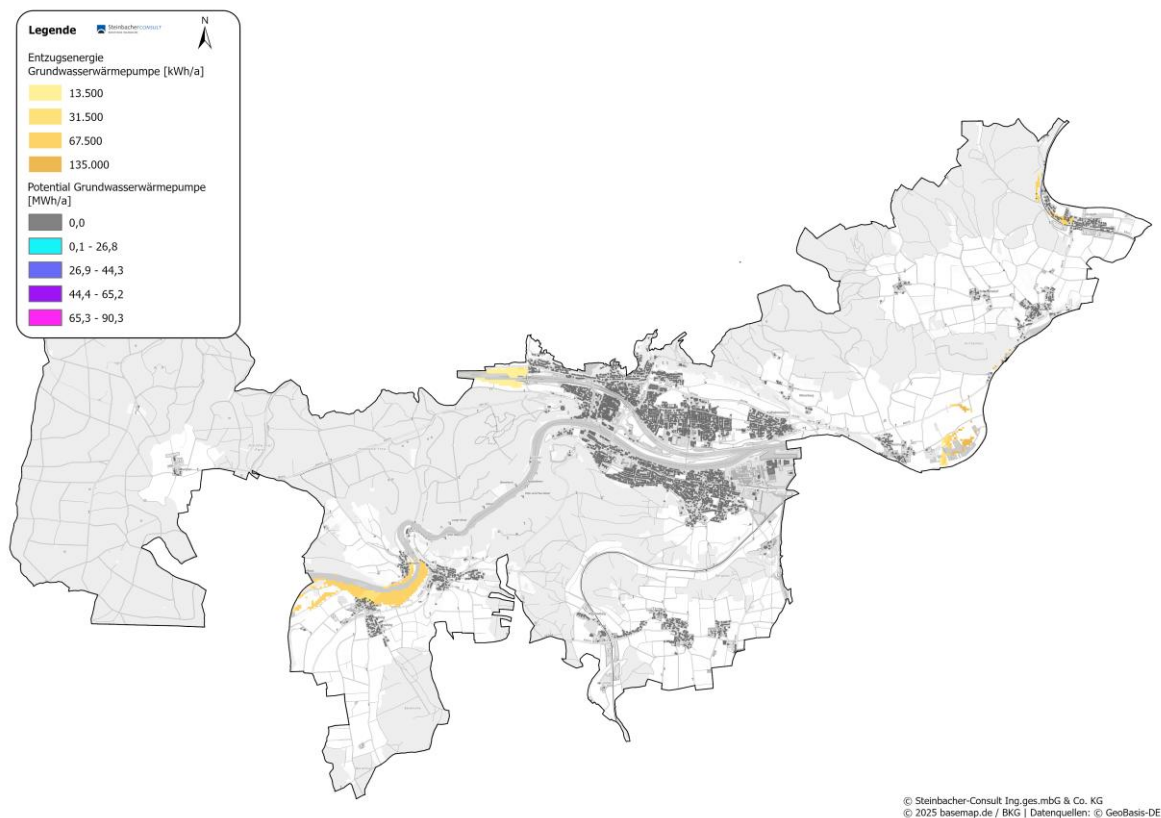 Legende
SteinbacherCONSULT
N
Entzugsenergie
Grundwasserwärmepumpe [kWh/a]
13.500
31.500
67.500
135.000
Potential Grundwasserwärmepumpe
[MWh/a]
0,0
0,1 - 26,8
26,9 - 44,3
44,4 - 65,2
65,3 - 90,3
© Steinbacher-Consult Ing.ges.mbG & Co. KG
© 2025 basemap.de / BKG | Datenquellen: © GeoBasis-DE